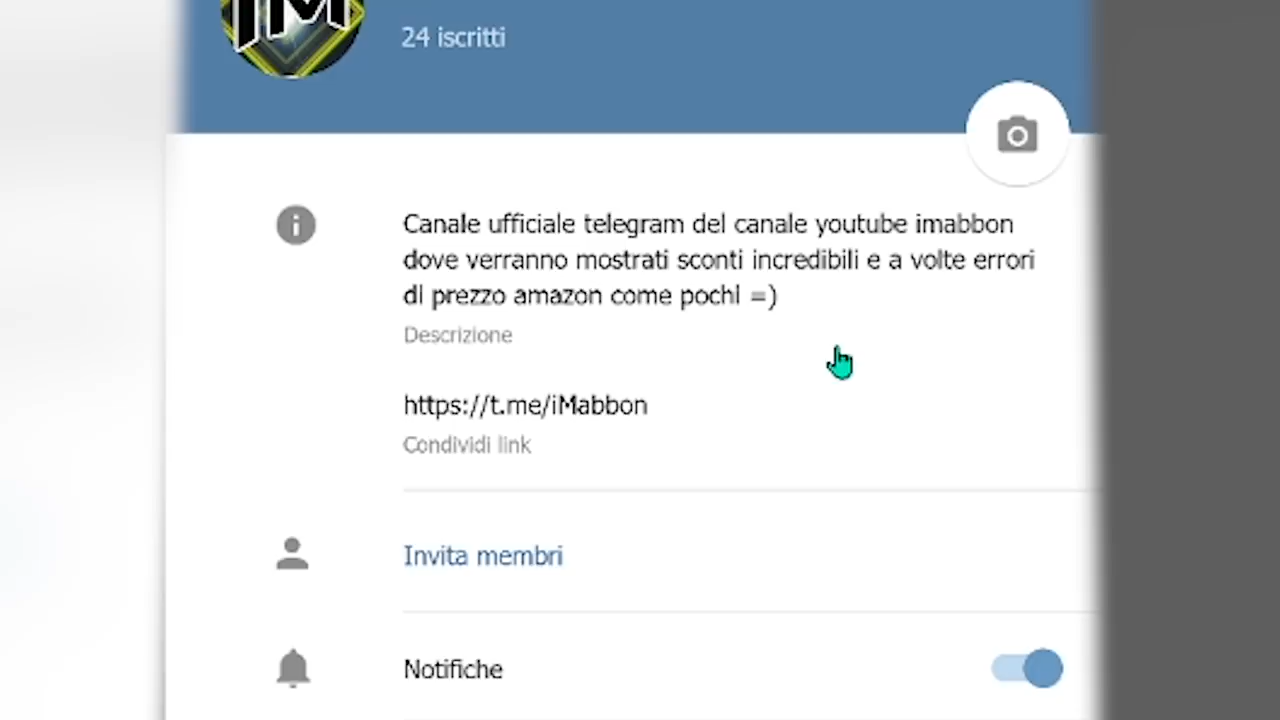 IM
24 iscritti
Canale ufficiale telegram del canale youtube imabbon
dove verranno mostrati sconti incredibili e a volte errori
di prezzo amazon come pochi =)
Descrizione
https://t.me/iMabbon
Condividi link
Invita membri
Notifiche